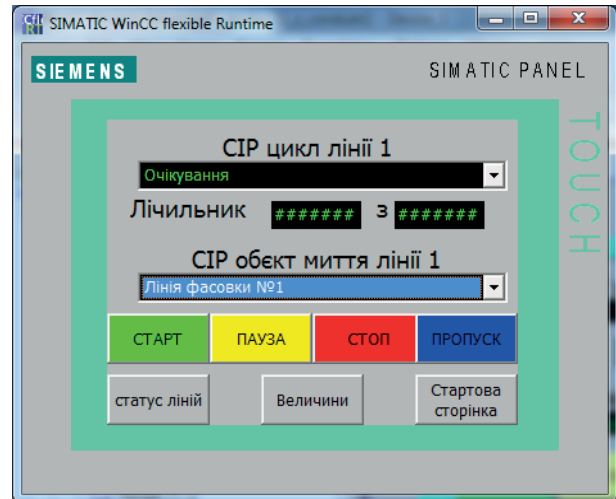 SIMATIC WinCC flexible Runtime
SIEMENS
SIMATIC PANEL
TOUCH
CIP цикл лінії 1
Очікування
Лічильник ####### з #######
CIP обєкт миття лінії 1
Лінія фасовки №1
СТАРТ ПАУЗА СТОП ПРОПУСК
статус ліній Величини Стартова
сторінка